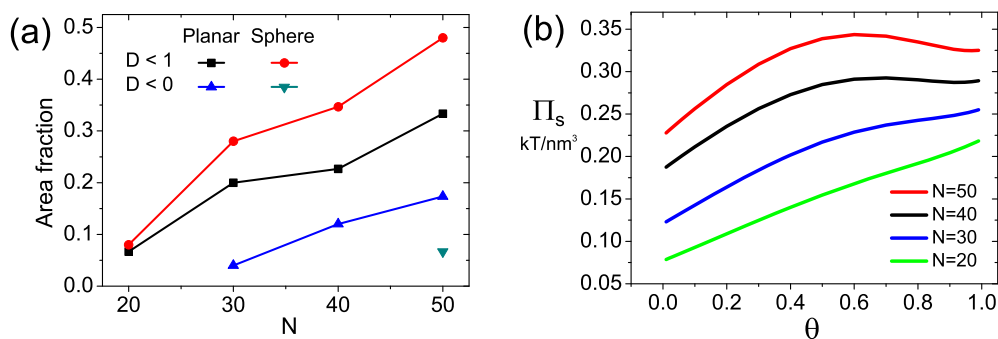 (a)
Planar Sphere
D < 1
D < 0
Area fraction
0.5
0.4
0.3
0.2
0.1
0.0
20 30 40 50
N
(b)
Πs
kT/nm³
0.35
0.30
0.25
0.20
0.15
0.10
0.05
N=50
N=40
N=30
N=20
0.0 0.2 0.4 0.6 0.8 1.0
θ